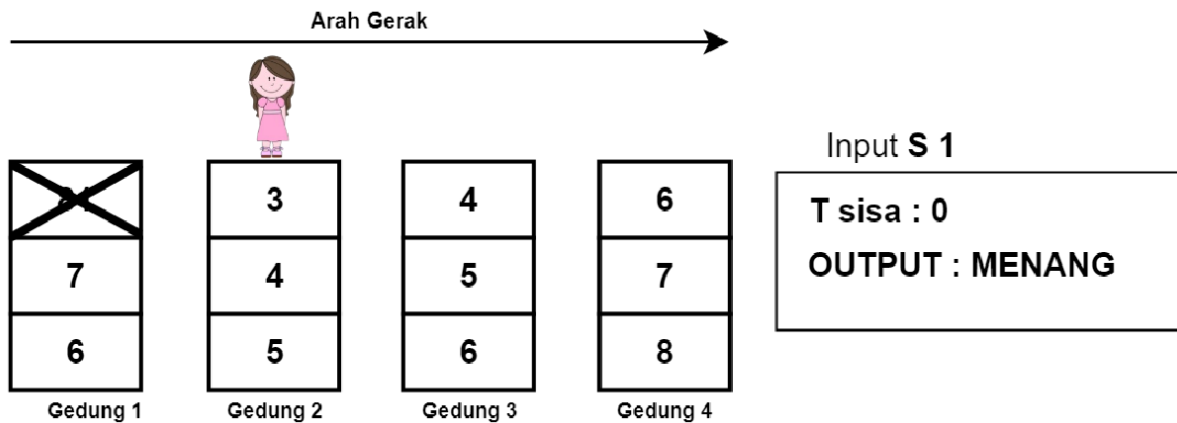 Arah Gerak
Input S 1
3 4 6
T sisa : 0
7 4 5 7
OUTPUT : MENANG
6 5 6 8
Gedung 1 Gedung 2 Gedung 3 Gedung 4